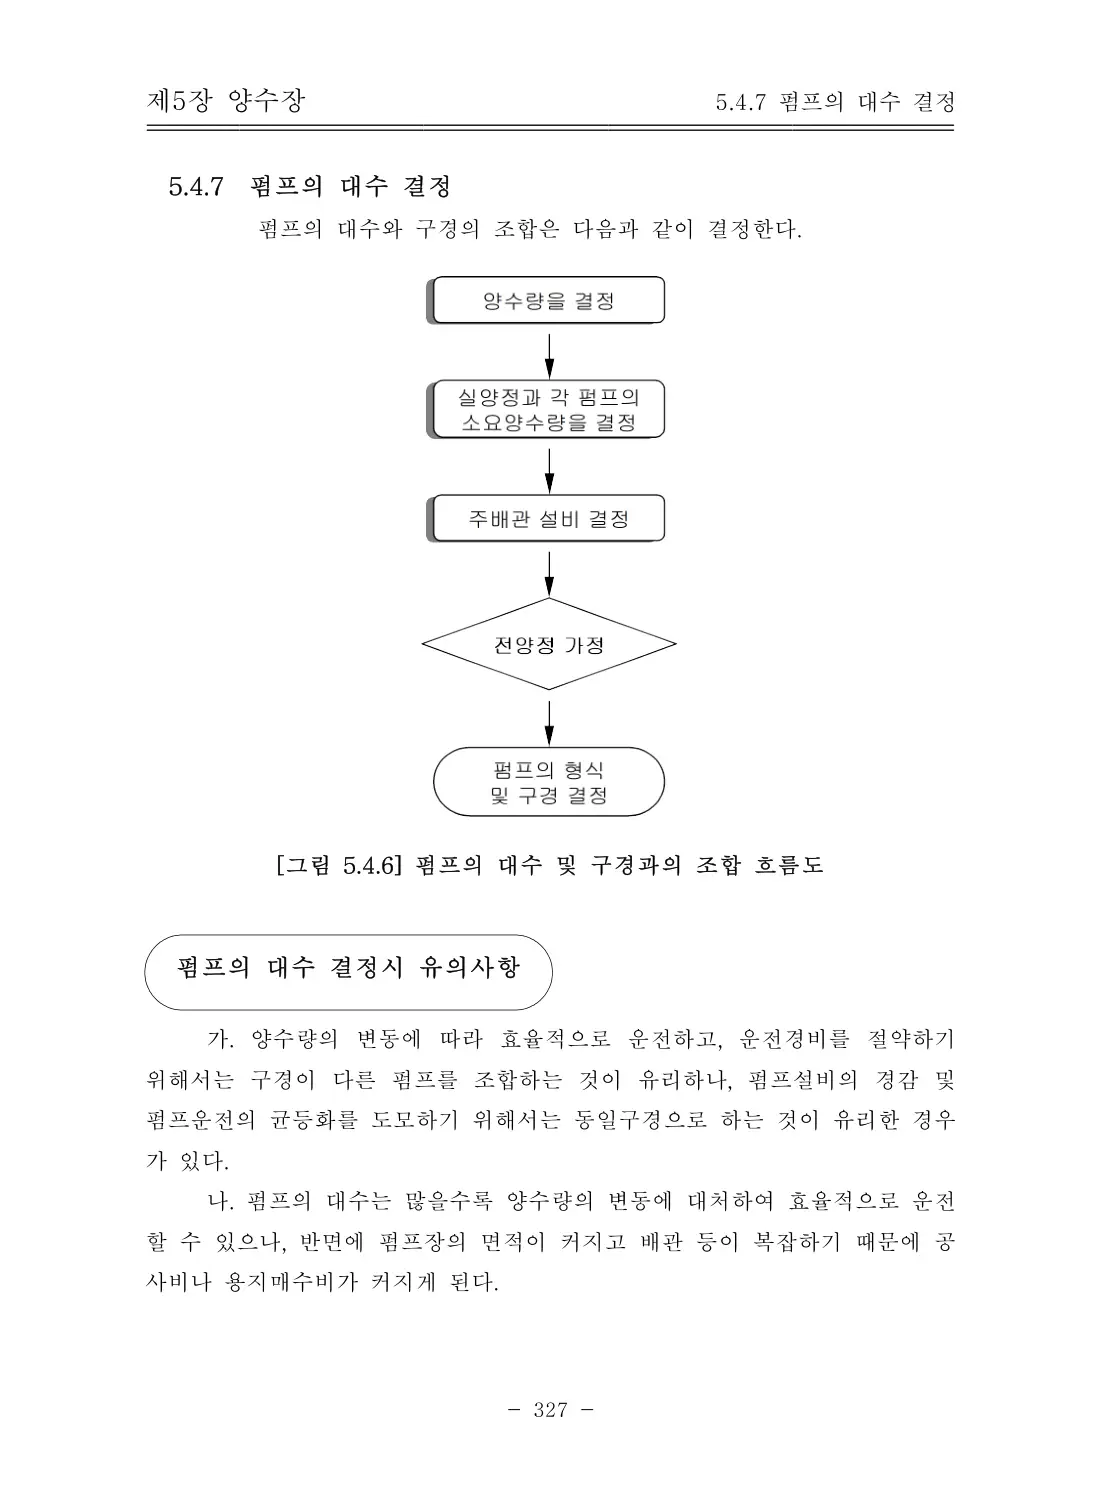 제5장 양수장
5.4.7 펌프의 대수 결정
5.4.7 펌프의 대수 결정
펌프의 대수와 구경의 조합은 다음과 같이 결정한다.
양수량을 결정
실양정과 각 펌프의
소요양수량을 결정
주배관 설비 결정
전양정 가정
펌프의 형식
및 구경 결정
[그림 5.4.6] 펌프의 대수 및 구경과의 조합 흐름도
펌프의 대수 결정시 유의사항
가. 양수량의 변동에 따라 효율적으로 운전하고, 운전경비를 절약하기
위해서는 구경이 다른 펌프를 조합하는 것이 유리하나, 펌프설비의 경감 및
펌프운전의 균등화를 도모하기 위해서는 동일구경으로 하는 것이 유리한 경우
가 있다.
나. 펌프의 대수는 많을수록 양수량의 변동에 대처하여 효율적으로 운전
할 수 있으나, 반면에 펌프장의 면적이 커지고 배관 등이 복잡하기 때문에 공
사비나 용지매수비가 커지게 된다.
- 327 -